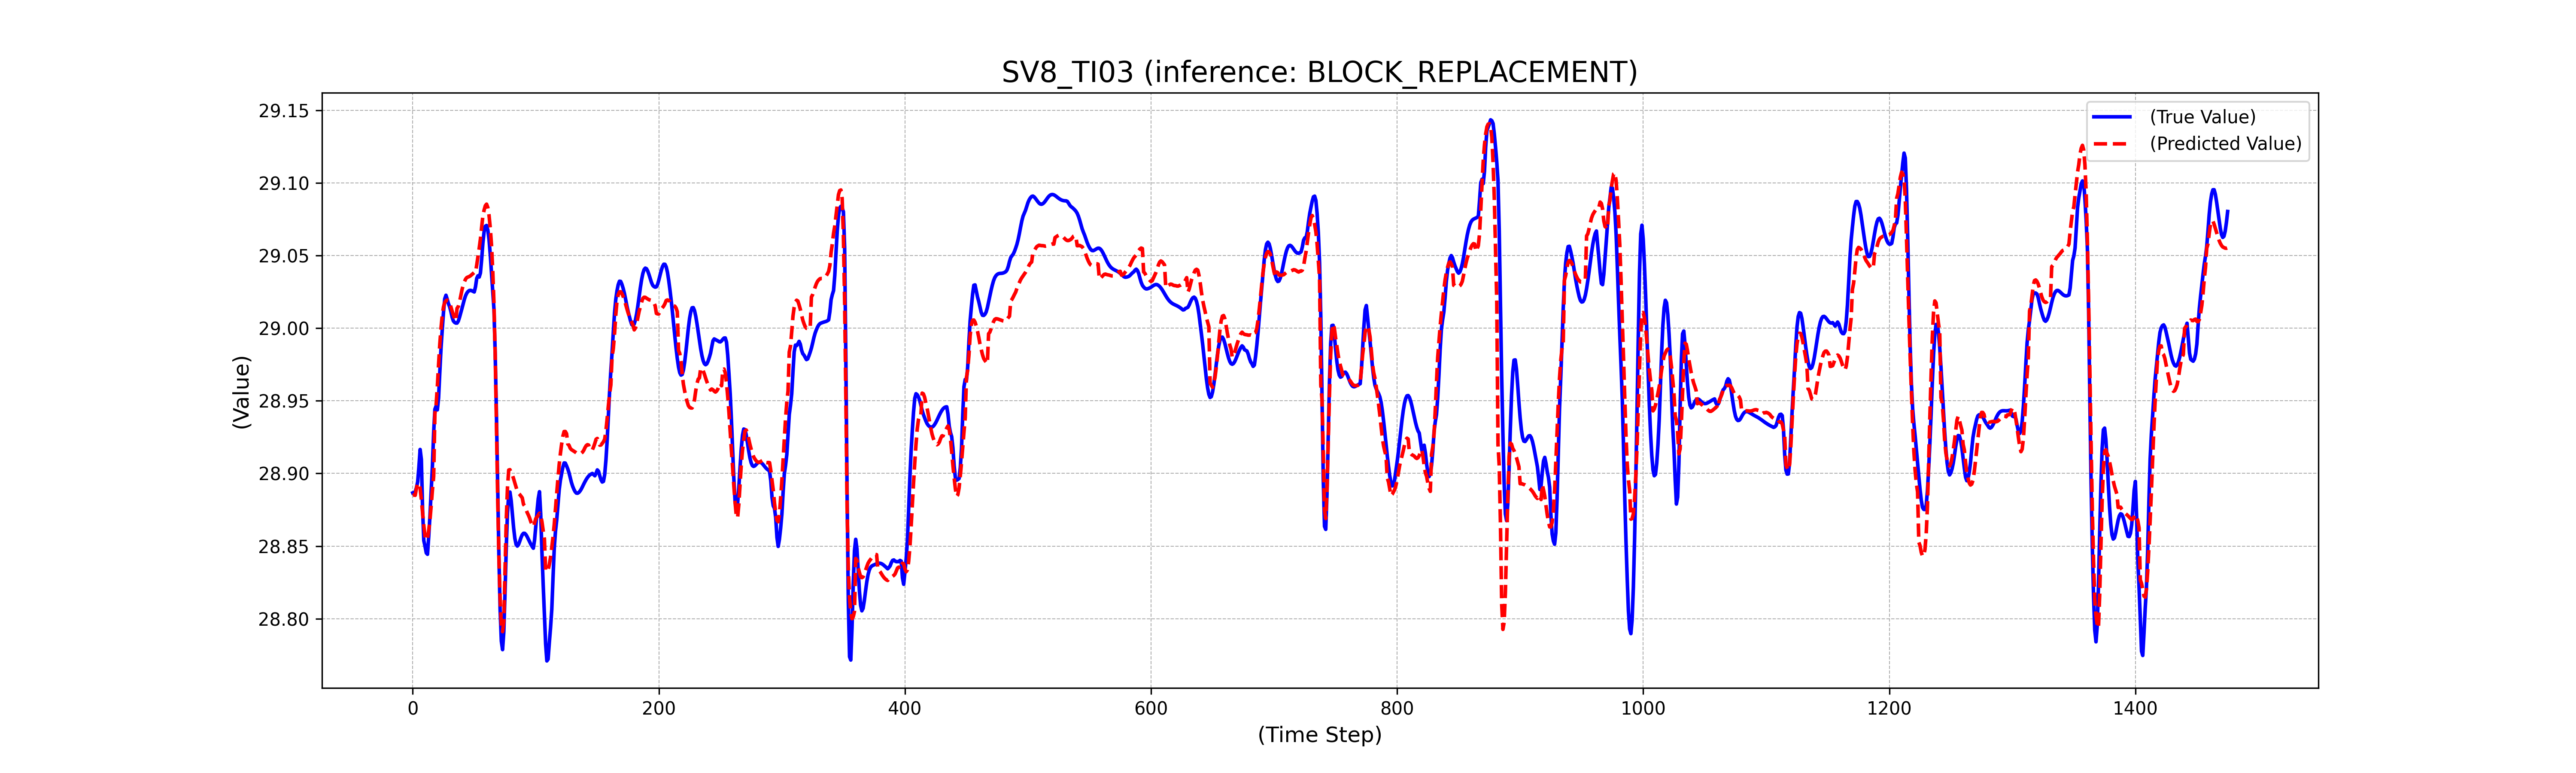 SV8_TI03 (inference: BLOCK_REPLACEMENT)
(True Value)
(Predicted Value)
(Value)
29.15
29.10
29.05
29.00
28.95
28.90
28.85
28.80
0 200 400 600 800 1000 1200 1400
(Time Step)